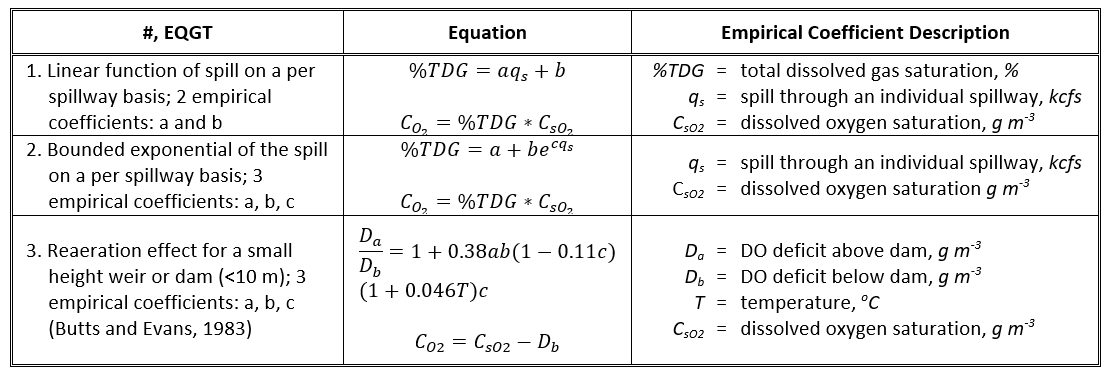 #, EQGT
Equation
Empirical Coefficient Description
1. Linear function of spill on a per
spillway basis; 2 empirical
coefficients: a and b
%TDG = aqₛ + b
C_O₂ = %TDG * C_sO₂
%TDG = total dissolved gas saturation, %
qₛ = spill through an individual spillway, kcfs
C_sO2 = dissolved oxygen saturation, g m⁻³
2. Bounded exponential of the spill
on a per spillway basis; 3
empirical coefficients: a, b, c
%TDG = a + be^cqₛ
C_O₂ = %TDG * C_sO₂
qₛ = spill through an individual spillway, kcfs
C_sO2 = dissolved oxygen saturation g m⁻³
3. Reaeration effect for a small
height weir or dam (<10 m); 3
empirical coefficients: a, b, c
(Butts and Evans, 1983)
D_a/D_b = 1 + 0.38ab(1 − 0.11c)
(1 + 0.046T)c
C_O2 = C_sO2 − D_b
D_a = DO deficit above dam, g m⁻³
D_b = DO deficit below dam, g m⁻³
T = temperature, °C
C_sO2 = dissolved oxygen saturation, g m⁻³